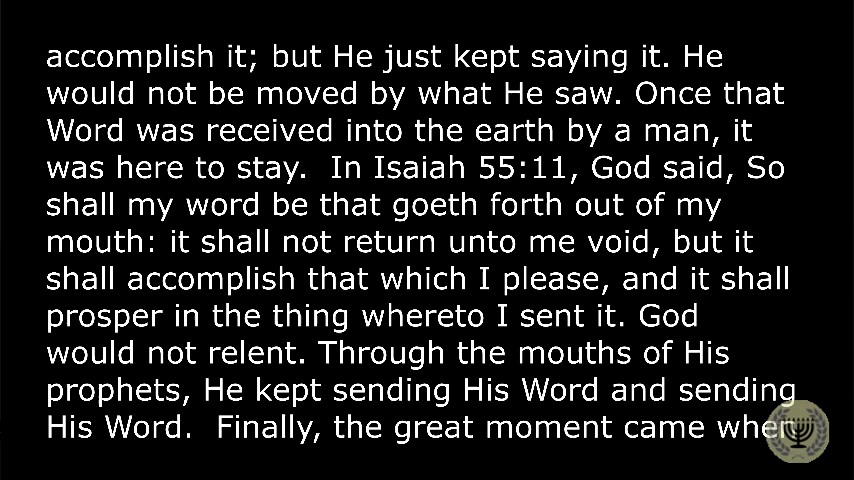 accomplish it; but He just kept saying it. He
would not be moved by what He saw. Once that
Word was received into the earth by a man, it
was here to stay.  In Isaiah 55:11, God said, So
shall my word be that goeth forth out of my
mouth: it shall not return unto me void, but it
shall accomplish that which I please, and it shall
prosper in the thing whereto I sent it. God
would not relent. Through the mouths of His
prophets, He kept sending His Word and sending
His Word.  Finally, the great moment came when